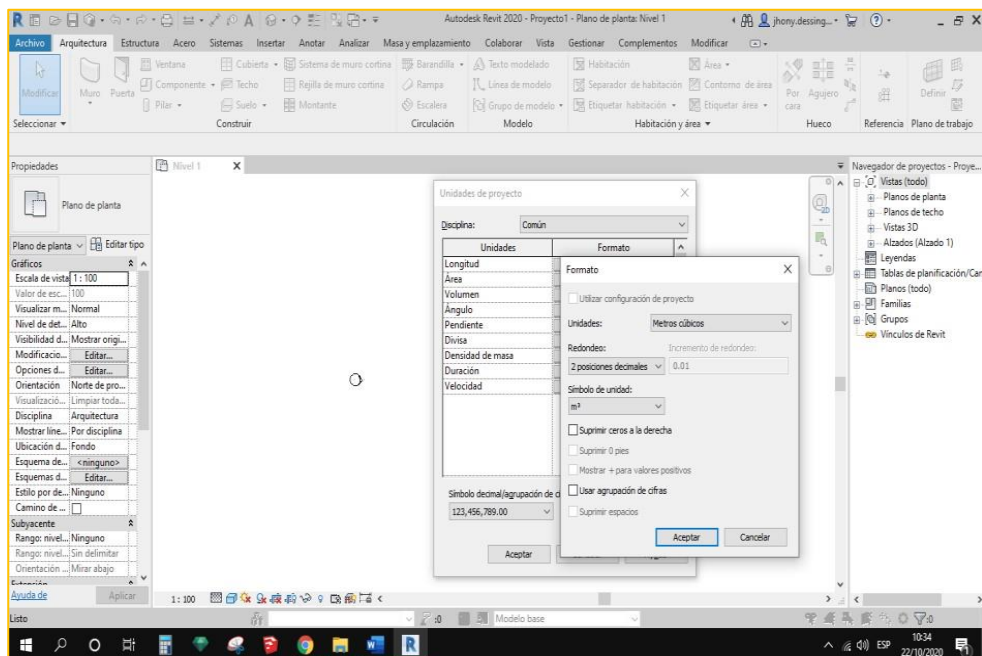 Autodesk Revit 2020 - Proyecto1 - Plano de planta: Nivel 1
jhony.dessing...
Archivo Arquitectura Estructura Acero Sistemas Insertar Anotar Analizar Masa y emplazamiento Colaborar Vista Gestionar Complementos Modificar
Modificar
Muro
Puerta
Ventana
Componente
Pilar
Cubierta
Techo
Suelo
Sistema de muro cortina
Rejilla de muro cortina
Montante
Barandilla
Rampa
Escalera
Texto modelado
Línea de modelo
Grupo de modelo
Habitación
Separador de habitación
Etiquetar habitación
Área
Contorno de área
Etiquetar área
Por cara
Agujero
Definir
Seleccionar
Construir
Circulación
Modelo
Habitación y área
Hueco
Referencia
Plano de trabajo
Propiedades
Plano de planta
Plano de planta
Editar tipo
Gráficos
Escala de vista 1 : 100
Valor de esc... 100
Visualizar m... Normal
Nivel de det... Alto
Visibilidad d... Mostrar origi...
Modificacio... Editar...
Opciones d... Editar...
Orientación Norte de pro...
Visualizació... Limpiar toda...
Disciplina Arquitectura
Mostrar líne... Por disciplina
Ubicación d... Fondo
Esquema de... <ninguno>
Esquemas d... Editar...
Estilo por de... Ninguno
Camino de ...
Subyacente
Rango: nivel... Ninguno
Rango: nivel... Sin delimitar
Orientación ... Mirar abajo
Extensión
Ayuda de
Aplicar
Nivel 1
Unidades de proyecto
Disciplina: Común
Unidades Formato
Longitud
Área
Volumen
Ángulo
Pendiente
Divisa
Densidad de masa
Duración
Velocidad
Símbolo decimal/agrupación de ci
123,456,789.00
Aceptar
Formato
Utilizar configuración de proyecto
Unidades: Metros cúbicos
Redondeo: Incremento de redondeo:
2 posiciones decimales 0.01
Símbolo de unidad:
m³
Suprimir ceros a la derecha
Suprimir 0 pies
Mostrar + para valores positivos
Usar agrupación de cifras
Suprimir espacios
Aceptar Cancelar
2D
Navegador de proyectos - Proye...
Vistas (todo)
Planos de planta
Planos de techo
Vistas 3D
Alzados (Alzado 1)
Leyendas
Tablas de planificación/Car
Planos (todo)
Familias
Grupos
Vínculos de Revit
1 : 100
Listo
:0
Modelo base
:0
ESP
10:34
22/10/2020